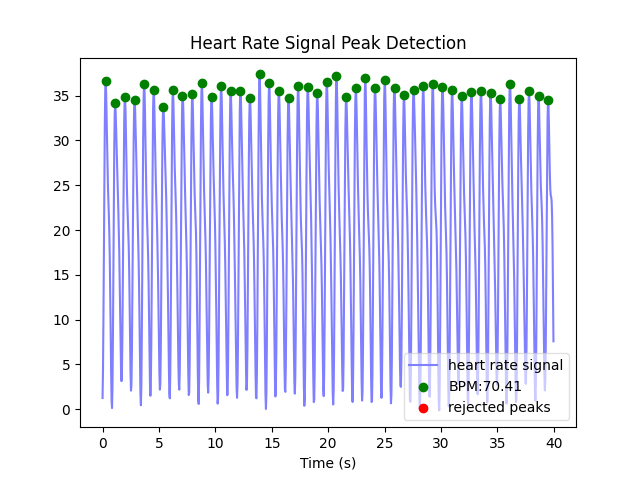 Heart Rate Signal Peak Detection
35
30
25
20
15
10
5
0
heart rate signal
BPM:70.41
rejected peaks
0 5 10 15 20 25 30 35 40
Time (s)